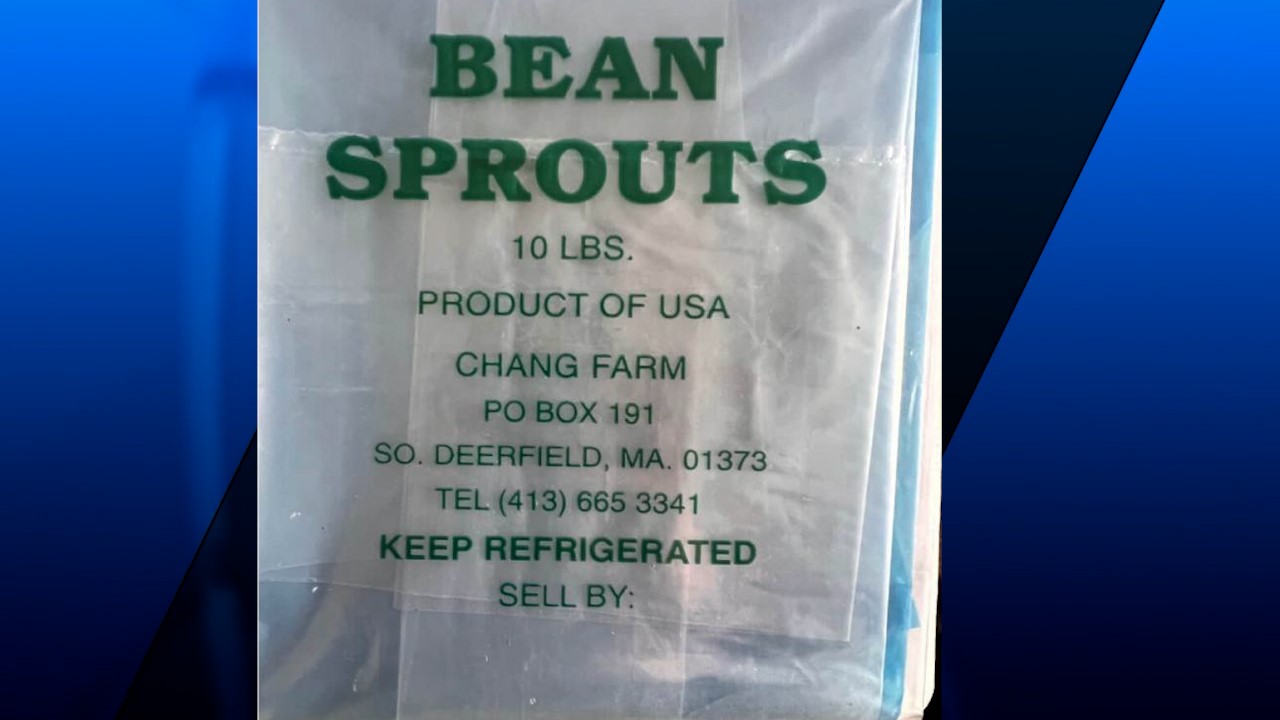 BEAN
SPROUTS
10 LBS.
PRODUCT OF USA
CHANG FARM
PO BOX 191
SO. DEERFIELD, MA. 01373
TEL (413) 665 3341
KEEP REFRIGERATED
SELL BY: